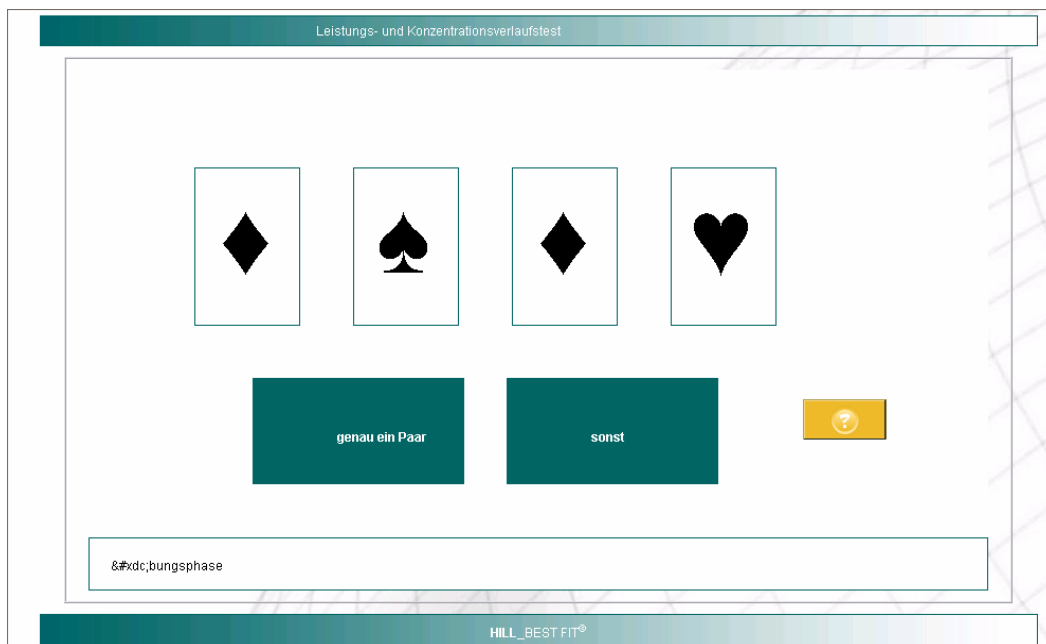 Leistungs- und Konzentrationsverlaufstest
genau ein Paar
sonst
?
&#xdc;bungsphase
HILL_BEST FIT®